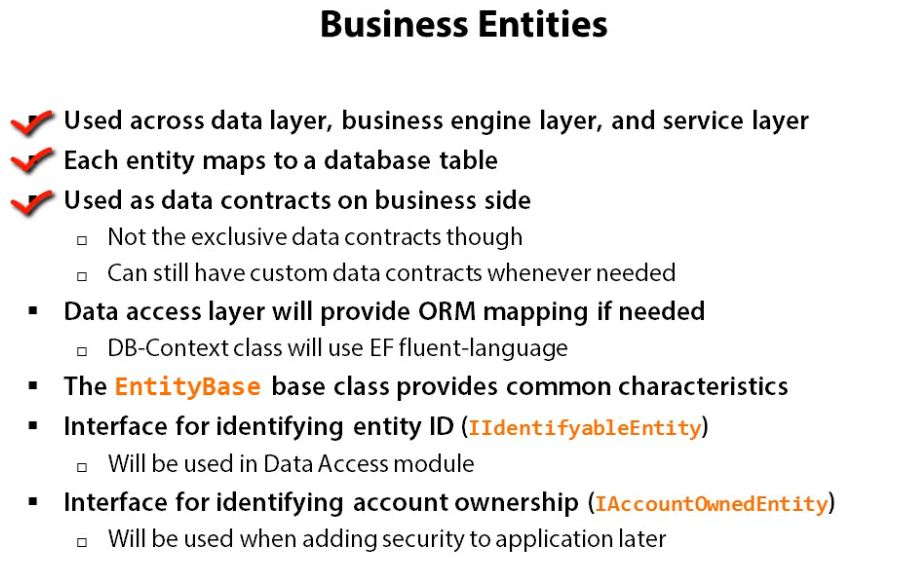 Business Entities
Used across data layer, business engine layer, and service layer
Each entity maps to a database table
Used as data contracts on business side
Not the exclusive data contracts though
Can still have custom data contracts whenever needed
Data access layer will provide ORM mapping if needed
DB-Context class will use EF fluent-language
The EntityBase base class provides common characteristics
Interface for identifying entity ID (IIdentifyableEntity)
Will be used in Data Access module
Interface for identifying account ownership (IAccountOwnedEntity)
Will be used when adding security to application later